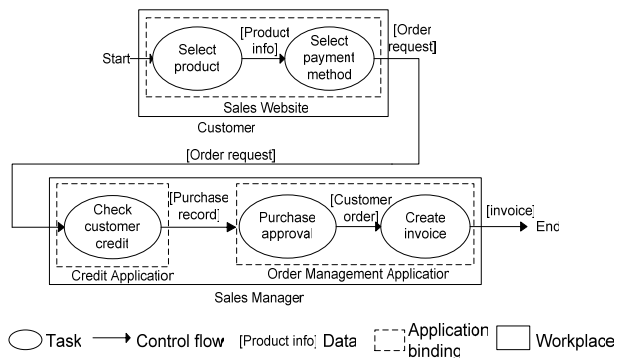 [Product info]
[Order request]
Start
Select product
Select payment method
Sales Website
Customer
[Order request]
[Purchase record]
[Customer order]
[invoice]
Check customer credit
Purchase approval
Create invoice
End
Credit Application
Order Management Application
Sales Manager
Task
Control flow
[Product info] Data
Application binding
Workplace